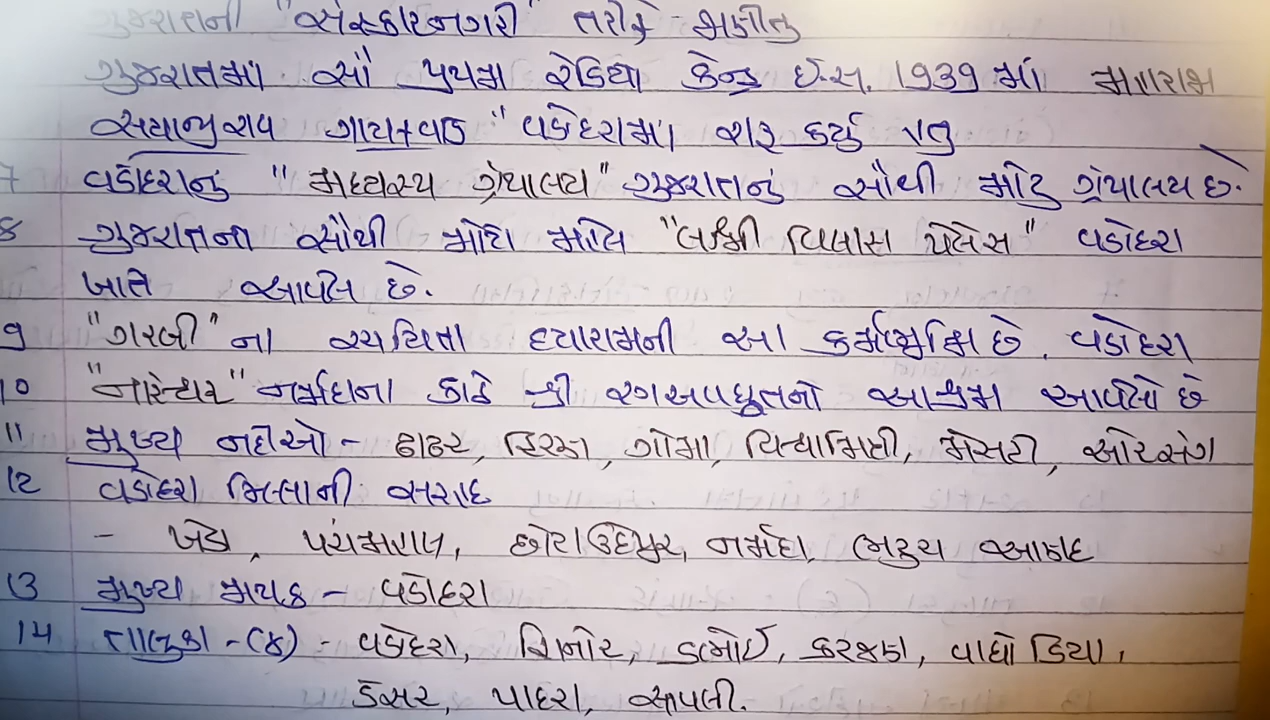 ગુજરાતની "સંસ્કારનગરી" તરીકે - જાણીતુ
ગુજરાતમાં સૌ પ્રથમ રેડિયો કેન્દ્ર ઈ.સ. 1939 માં મહારાજા
સયાજીરાવ ગાયકવાડ "વડોદરામાં શરૂ કર્યુ હતુ
7 વડોદરાનું "મધ્યસ્થ ગ્રંથાલય" ગુજરાતનું સૌથી મોટુ ગ્રંથાલય છે.
8 ગુજરાતના સૌથી મોટો મહેલ "લક્ષ્મી વિલાસ પેલેસ" વડોદરા
ખાતે આવેલ છે.
9 "ગરબી" ના રચયિતા દયારામની આ કર્મભૂમિ છે. વડોદરા
10 "નારેશ્વર" નર્મદાના કાઠે શ્રી રંગઅવધૂતનો આશ્રમ આવેલો છે
11 મુખ્ય નદીઓ - ઢાઢર, હિરણ, ગોમા, વિશ્વામિત્રી, મેસરી, ઓરસંગ
12 વડોદરા જિલ્લાની સરહદ
- ખેડા, પંચમહાલ, છોટાઉદેપુર, નર્મદા, ભરૂચ આણંદ
13 મુખ્ય મથક - વડોદરા
14 તાલુકા - (8) - વડોદરા, શિનોર, ડભોઈ, કરજણ, વાઘોડિયા,
ડેસર, પાદરા, સાવલી.